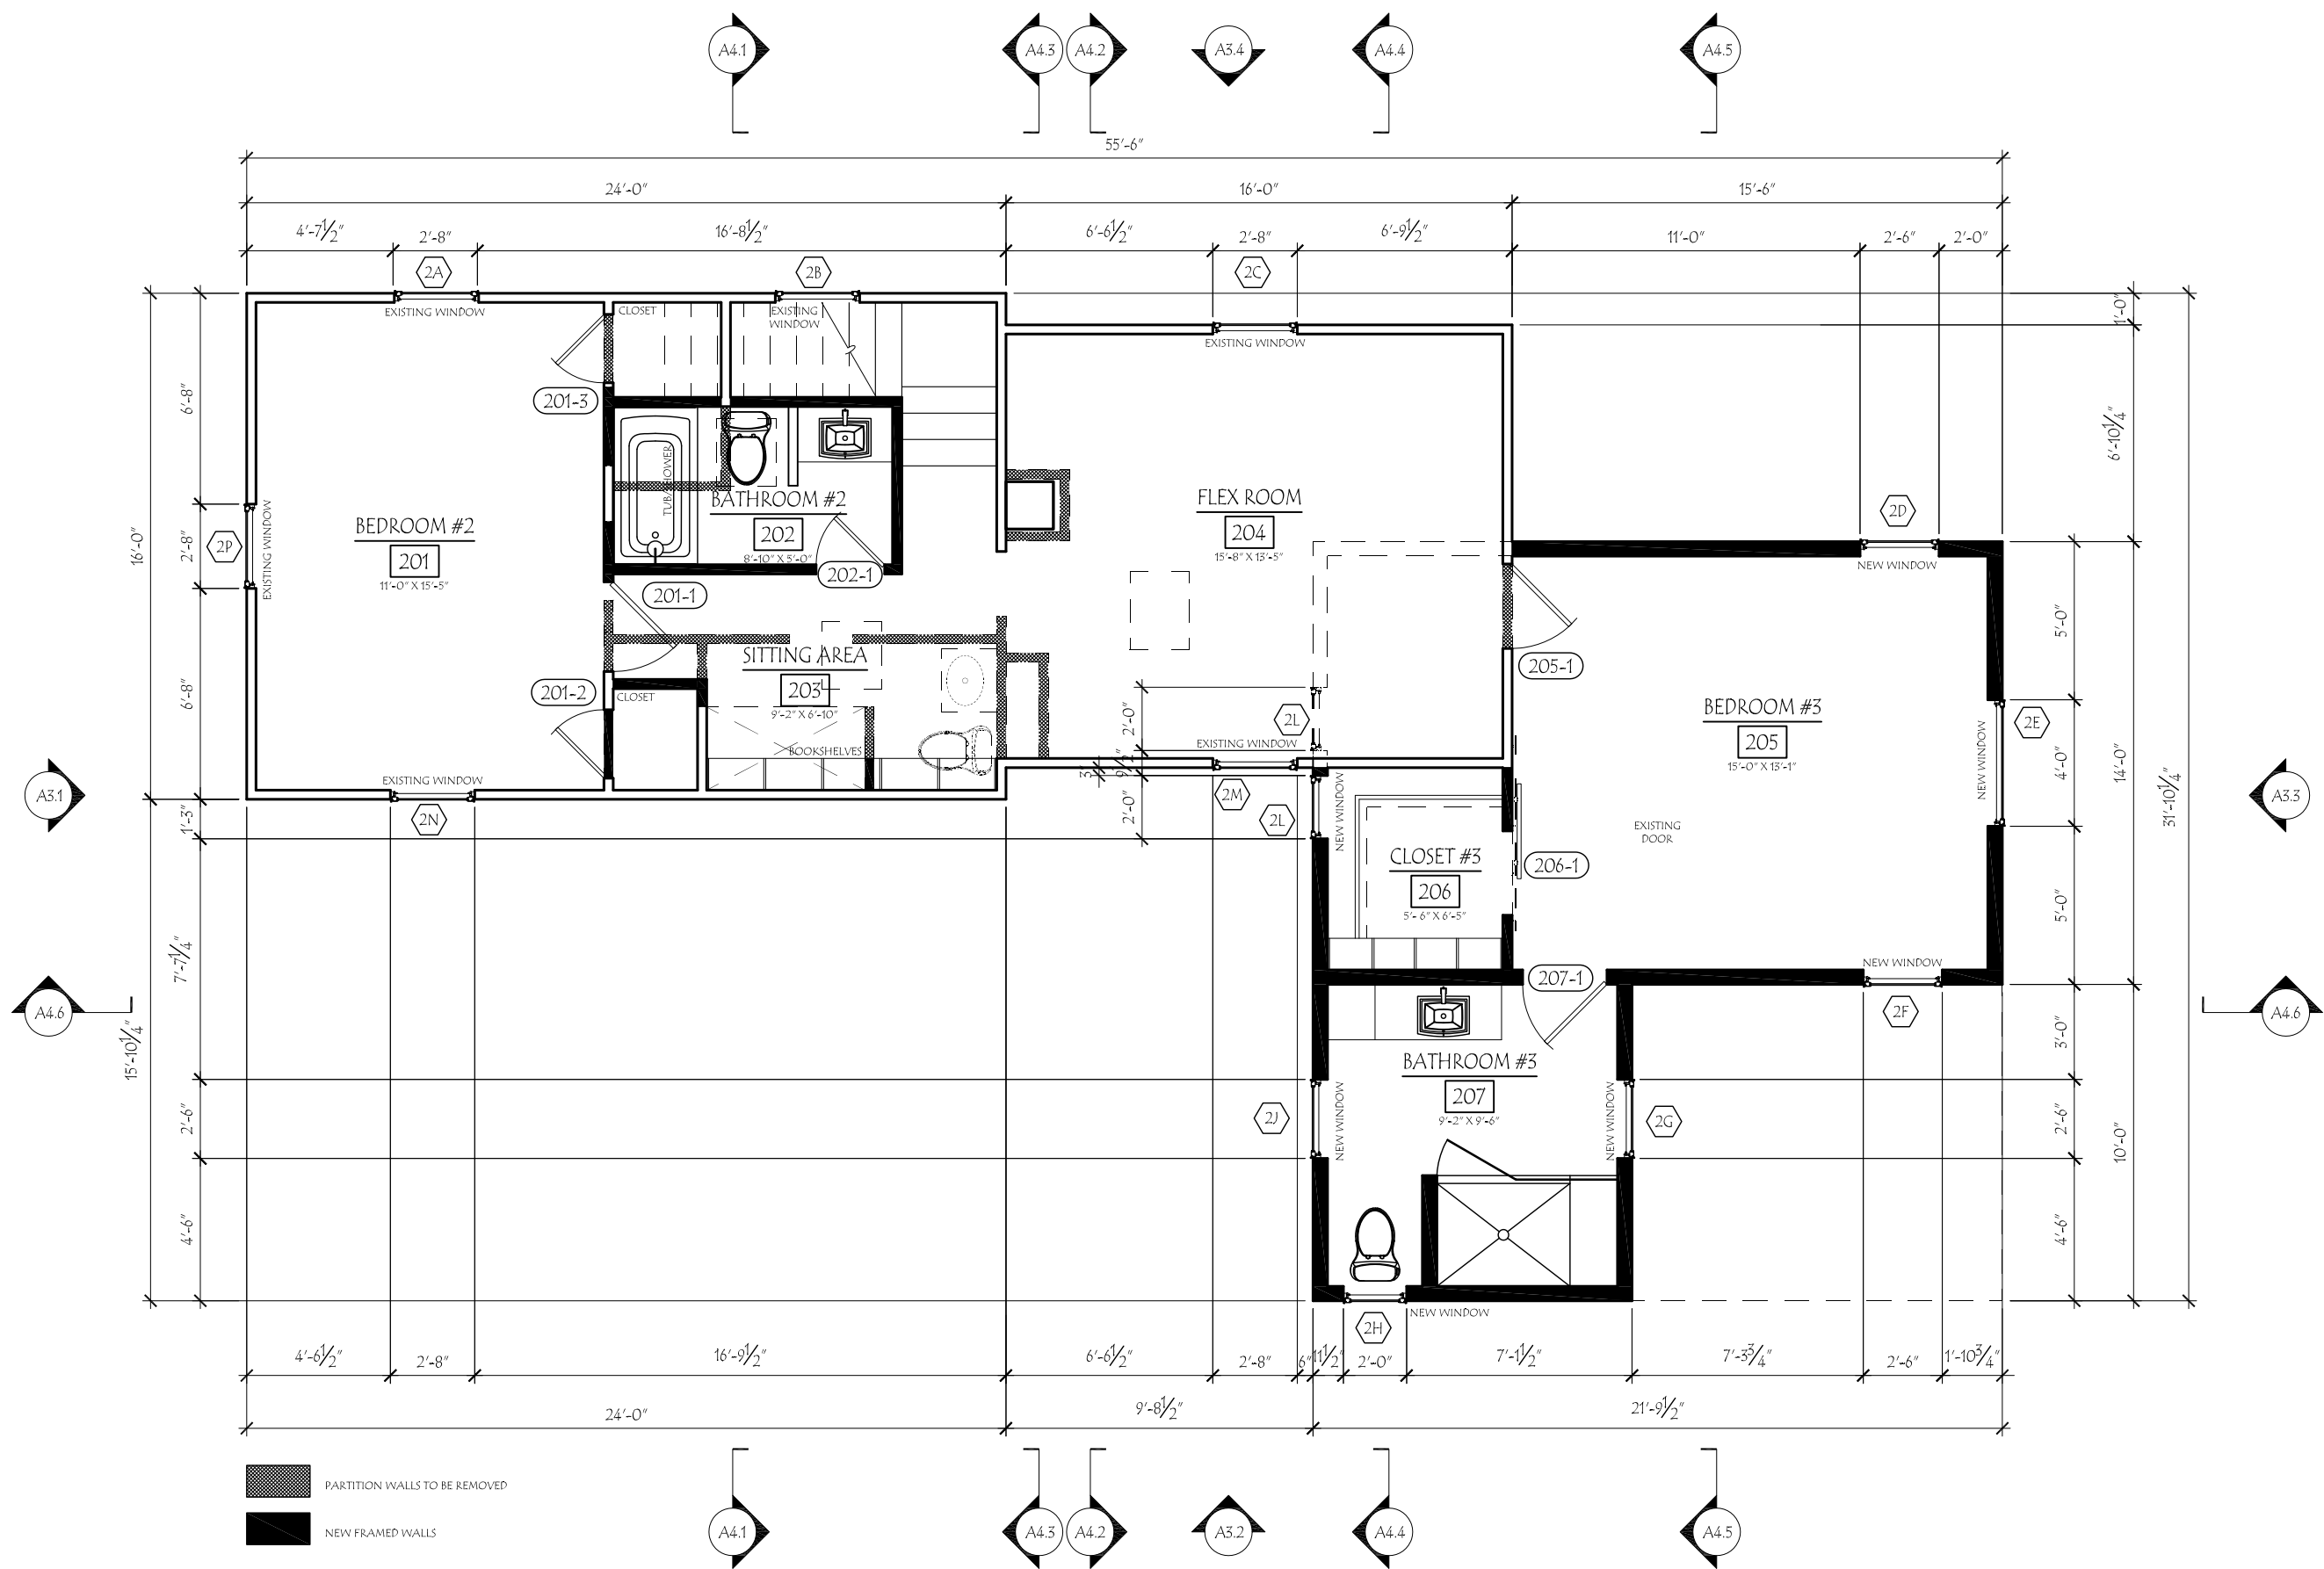 A4.1
A4.3
A4.2
A3.4
A4.4
A4.5
55'-6"
24'-0"
16'-0"
15'-6"
4'-7½"
2'-8"
16'-8½"
6'-6½"
2'-8"
6'-9½"
11'-0"
2'-6"
2'-0"
2A
2B
2C
EXISTING WINDOW
CLOSET
EXISTING
WINDOW
EXISTING WINDOW
1'-0"
6'-8"
201-3
6'-10¼"
TUB/SHOWER
BATHROOM #2
202
8'-10" X 5'-0"
202-1
FLEX ROOM
204
15'-8" X 13'-5"
2D
NEW WINDOW
16'-0"
2'-8"
2P
EXISTING WINDOW
BEDROOM #2
201
11'-0" X 15'-5"
201-1
5'-0"
SITTING AREA
203
9'-2" X 6'-10"
BOOKSHELVES
205-1
6'-8"
201-2
CLOSET
2'-0"
2L
EXISTING WINDOW
BEDROOM #3
205
15'-0" X 13'-1"
NEW WINDOW
2E
4'-0"
14'-0"
31'-10¼"
A3.1
A3.3
EXISTING WINDOW
2N
1'-3"
3"
9½"
2'-0"
2M
2L
NEW WINDOW
EXISTING
DOOR
CLOSET #3
206
5'-6" X 6'-5"
206-1
5'-0"
7'-7¼"
207-1
NEW WINDOW
2F
A4.6
A4.6
15'-10¼"
3'-0"
BATHROOM #3
207
9'-2" X 9'-6"
2'-6"
2J
NEW WINDOW
NEW WINDOW
2G
2'-6"
10'-0"
4'-6"
4'-6"
2H
NEW WINDOW
4'-6½"
2'-8"
16'-9½"
6'-6½"
2'-8"
6"
11½"
2'-0"
7'-1½"
7'-3¾"
2'-6"
1'-10¾"
24'-0"
9'-8½"
21'-9½"
PARTITION WALLS TO BE REMOVED
NEW FRAMED WALLS
A4.1
A4.3
A4.2
A3.2
A4.4
A4.5